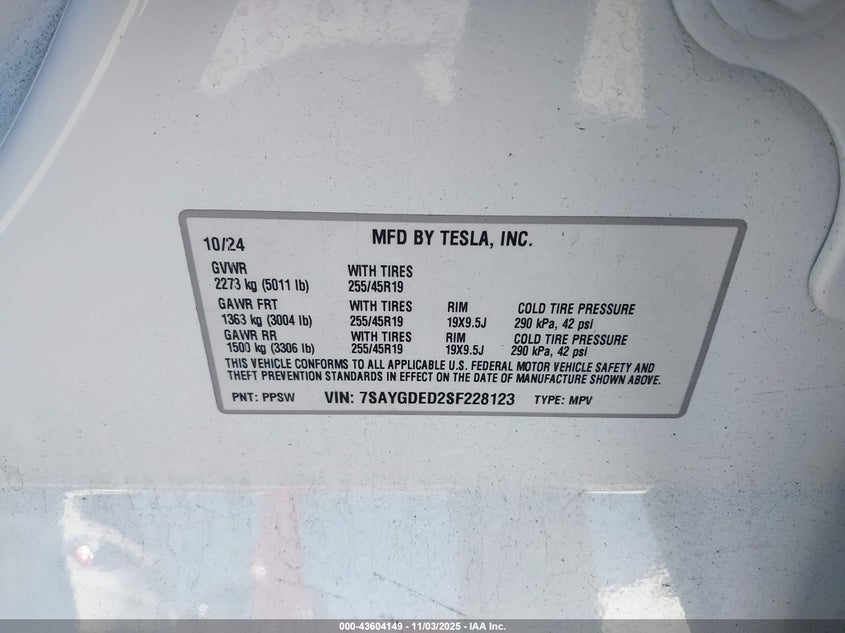 10/24 MFD BY TESLA, INC.
GVWR WITH TIRES
2273 kg (5011 lb) 255/45R19
GAWR FRT WITH TIRES RIM COLD TIRE PRESSURE
1363 kg (3004 lb) 255/45R19 19X9.5J 290 kPa, 42 psi
GAWR RR WITH TIRES RIM COLD TIRE PRESSURE
1500 kg (3306 lb) 255/45R19 19X9.5J 290 kPa, 42 psi
THIS VEHICLE CONFORMS TO ALL APPLICABLE U.S. FEDERAL MOTOR VEHICLE SAFETY AND
THEFT PREVENTION STANDARDS IN EFFECT ON THE DATE OF MANUFACTURE SHOWN ABOVE.
PNT: PPSW VIN: 7SAYGDED2SF228123 TYPE: MPV
000-43604149 - 11/03/2025 - IAA Inc.